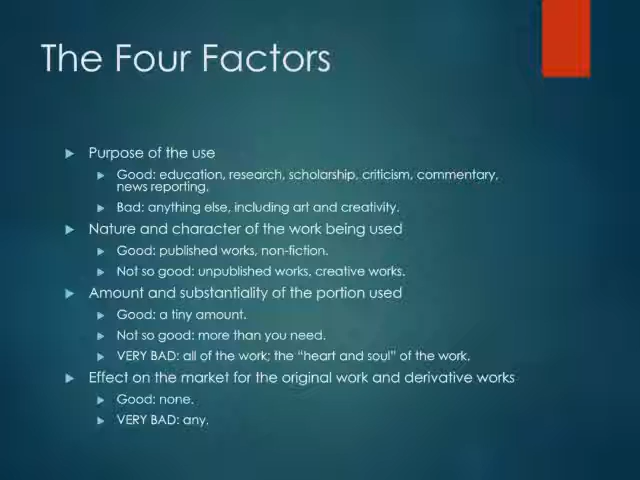 The Four Factors
Purpose of the use
Good: education, research, scholarship, criticism, commentary,
news reporting.
Bad: anything else, including art and creativity.
Nature and character of the work being used
Good: published works, non-fiction.
Not so good: unpublished works, creative works.
Amount and substantiality of the portion used
Good: a tiny amount.
Not so good: more than you need.
VERY BAD: all of the work; the “heart and soul” of the work.
Effect on the market for the original work and derivative works
Good: none.
VERY BAD: any.